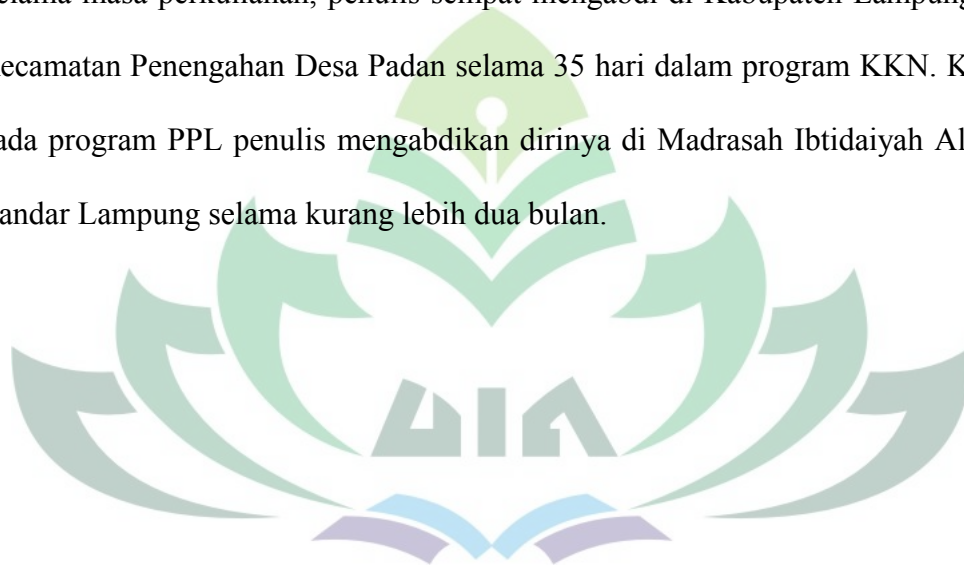 elama masa perkuliahan, penulis sempat mengabdi di Kabupaten Lampung
ecamatan Penengahan Desa Padan selama 35 hari dalam program KKN. K
ada program PPL penulis mengabdikan dirinya di Madrasah Ibtidaiyah Al
andar Lampung selama kurang lebih dua bulan.
UIN